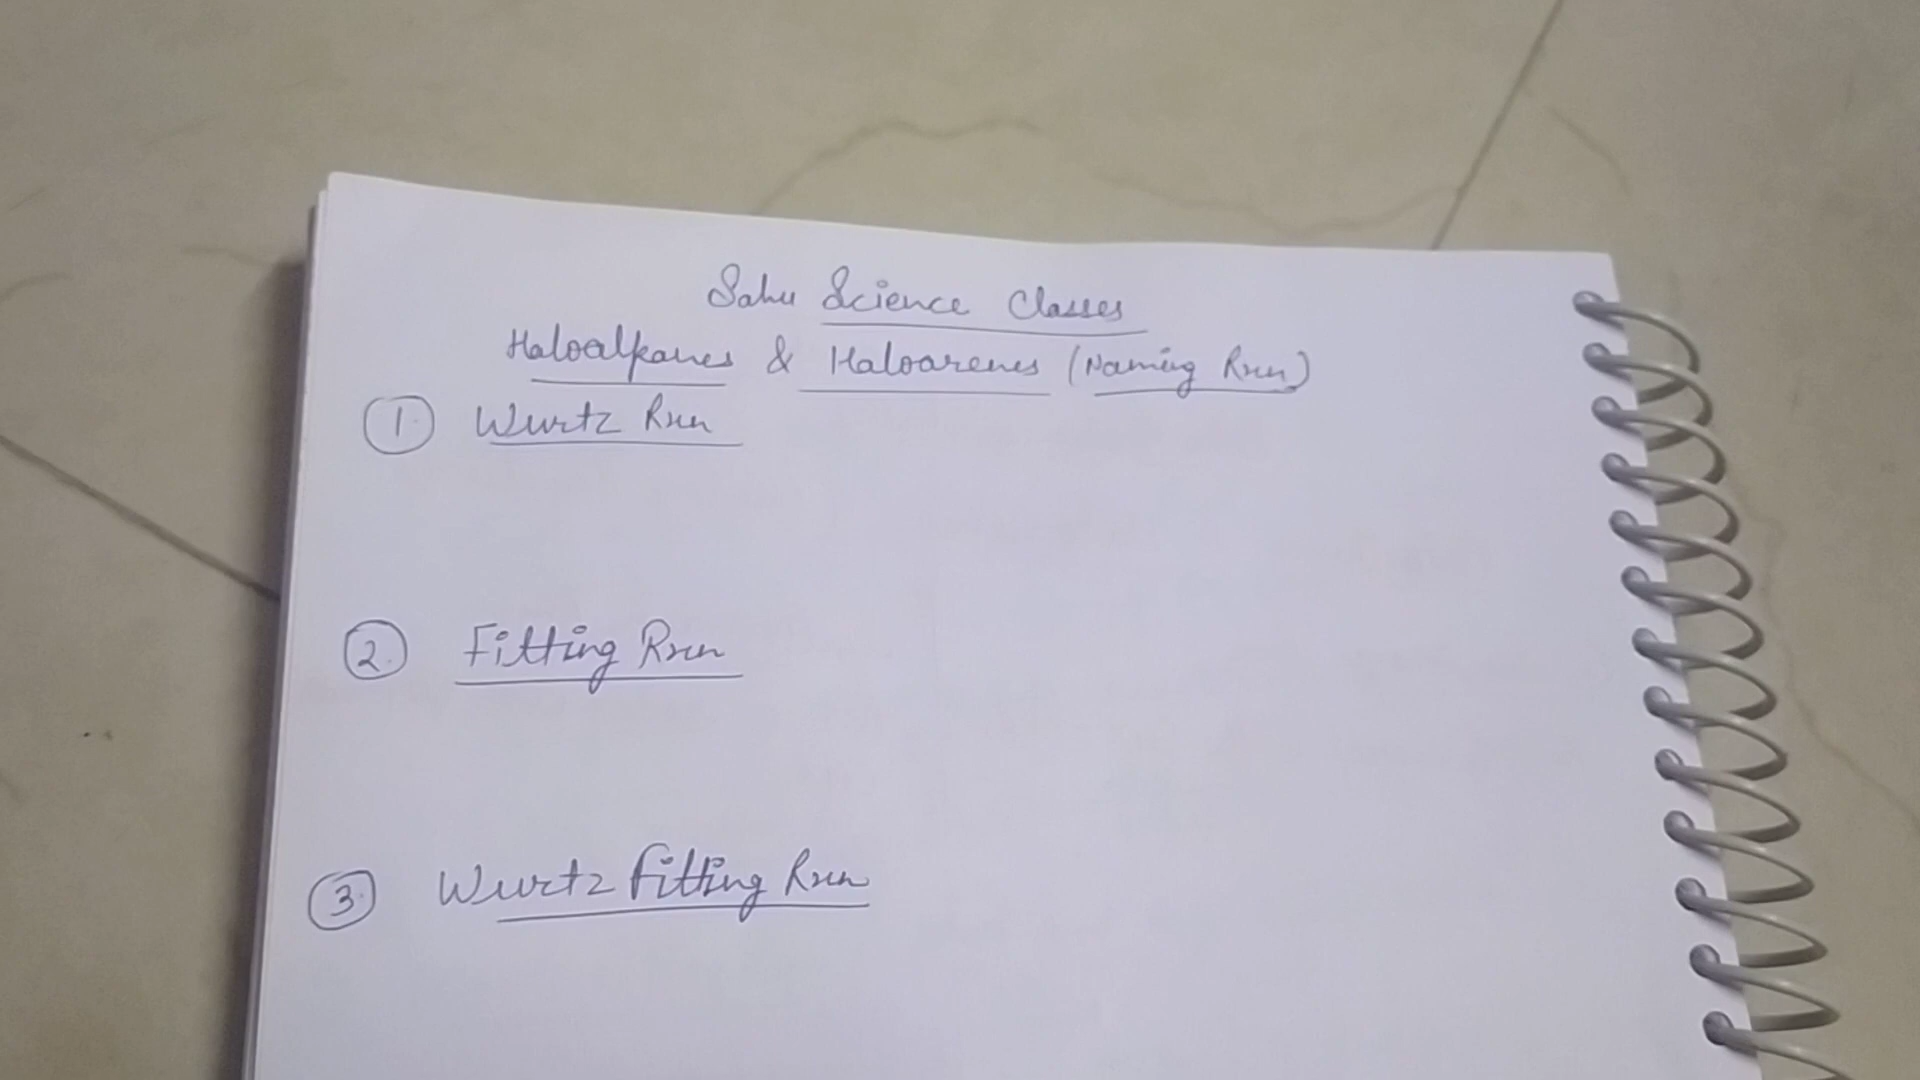 Sahu Science Classes
Haloalkanes & Haloarenes (Naming Rxn)
1. Wurtz Rxn
2. Fitting Rxn
3. Wurtz Fitting Rxn